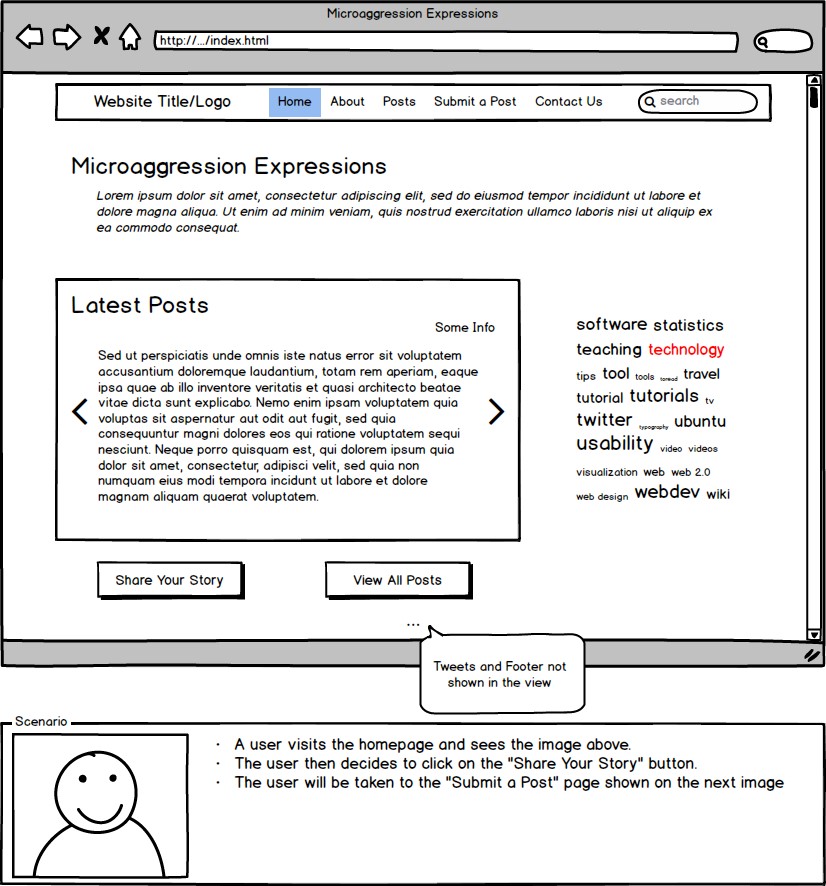 Microaggression Expressions
http://.../index.html
Website Title/Logo Home About Posts Submit a Post Contact Us search
Microaggression Expressions
Lorem ipsum dolor sit amet, consectetur adipiscing elit, sed do eiusmod tempor incididunt ut labore et
dolore magna aliqua. Ut enim ad minim veniam, quis nostrud exercitation ullamco laboris nisi ut aliquip ex
ea commodo consequat.
Latest Posts
Some Info
Sed ut perspiciatis unde omnis iste natus error sit voluptatem
accusantium doloremque laudantium, totam rem aperiam, eaque
ipsa quae ab illo inventore veritatis et quasi architecto beatae
vitae dicta sunt explicabo. Nemo enim ipsam voluptatem quia
voluptas sit aspernatur aut odit aut fugit, sed quia
consequuntur magni dolores eos qui ratione voluptatem sequi
nesciunt. Neque porro quisquam est, qui dolorem ipsum quia
dolor sit amet, consectetur, adipisci velit, sed quia non
numquam eius modi tempora incidunt ut labore et dolore
magnam aliquam quaerat voluptatem.
software statistics
teaching technology
tips tool tools toread travel
tutorial tutorials tv
twitter typography ubuntu
usability video videos
visualization web web 2.0
web design webdev wiki
Share Your Story View All Posts
...
Tweets and Footer not
shown in the view
Scenario
· A user visits the homepage and sees the image above.
· The user then decides to click on the "Share Your Story" button.
· The user will be taken to the "Submit a Post" page shown on the next image